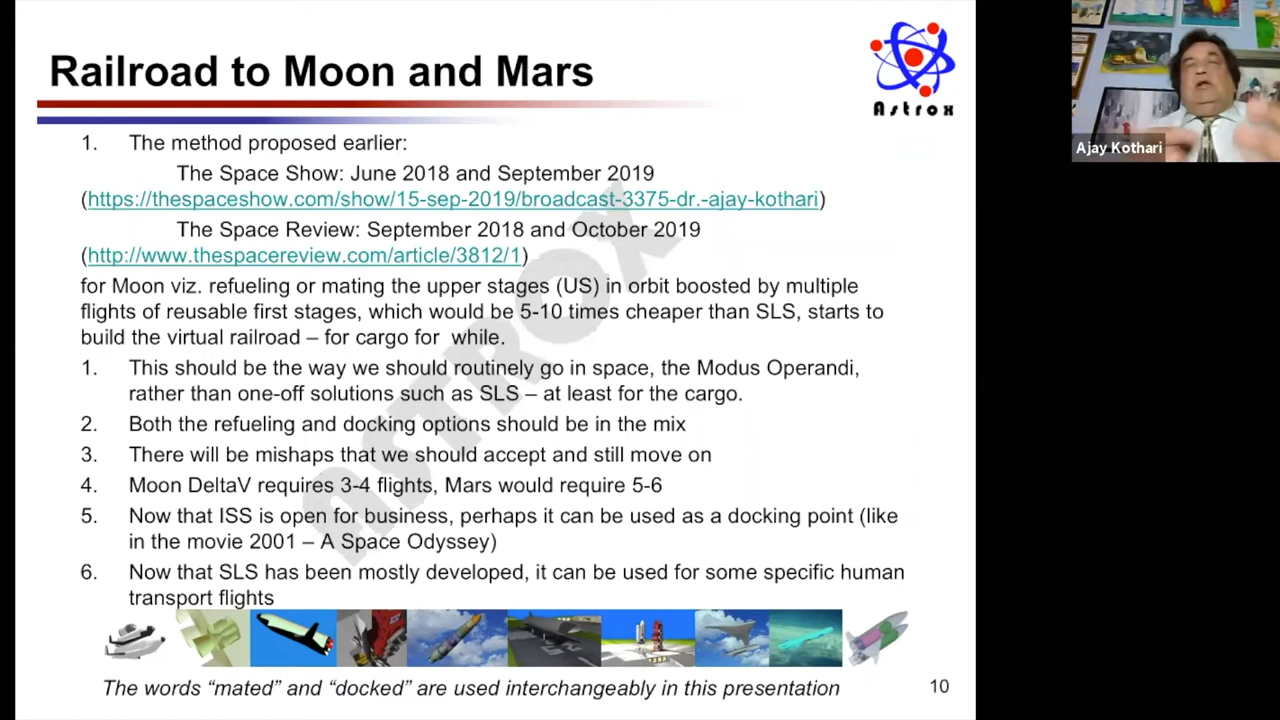 Railroad to Moon and Mars
Astrox
1. The method proposed earlier:
The Space Show: June 2018 and September 2019
(https://thespaceshow.com/show/15-sep-2019/broadcast-3375-dr.-ajay-kothari)
The Space Review: September 2018 and October 2019
(http://www.thespacereview.com/article/3812/1)
for Moon viz. refueling or mating the upper stages (US) in orbit boosted by multiple
flights of reusable first stages, which would be 5-10 times cheaper than SLS, starts to
build the virtual railroad – for cargo for while.
1. This should be the way we should routinely go in space, the Modus Operandi,
rather than one-off solutions such as SLS – at least for the cargo.
2. Both the refueling and docking options should be in the mix
3. There will be mishaps that we should accept and still move on
4. Moon DeltaV requires 3-4 flights, Mars would require 5-6
5. Now that ISS is open for business, perhaps it can be used as a docking point (like
in the movie 2001 – A Space Odyssey)
6. Now that SLS has been mostly developed, it can be used for some specific human
transport flights
The words “mated” and “docked” are used interchangeably in this presentation
10
ASTROX
Ajay Kothari